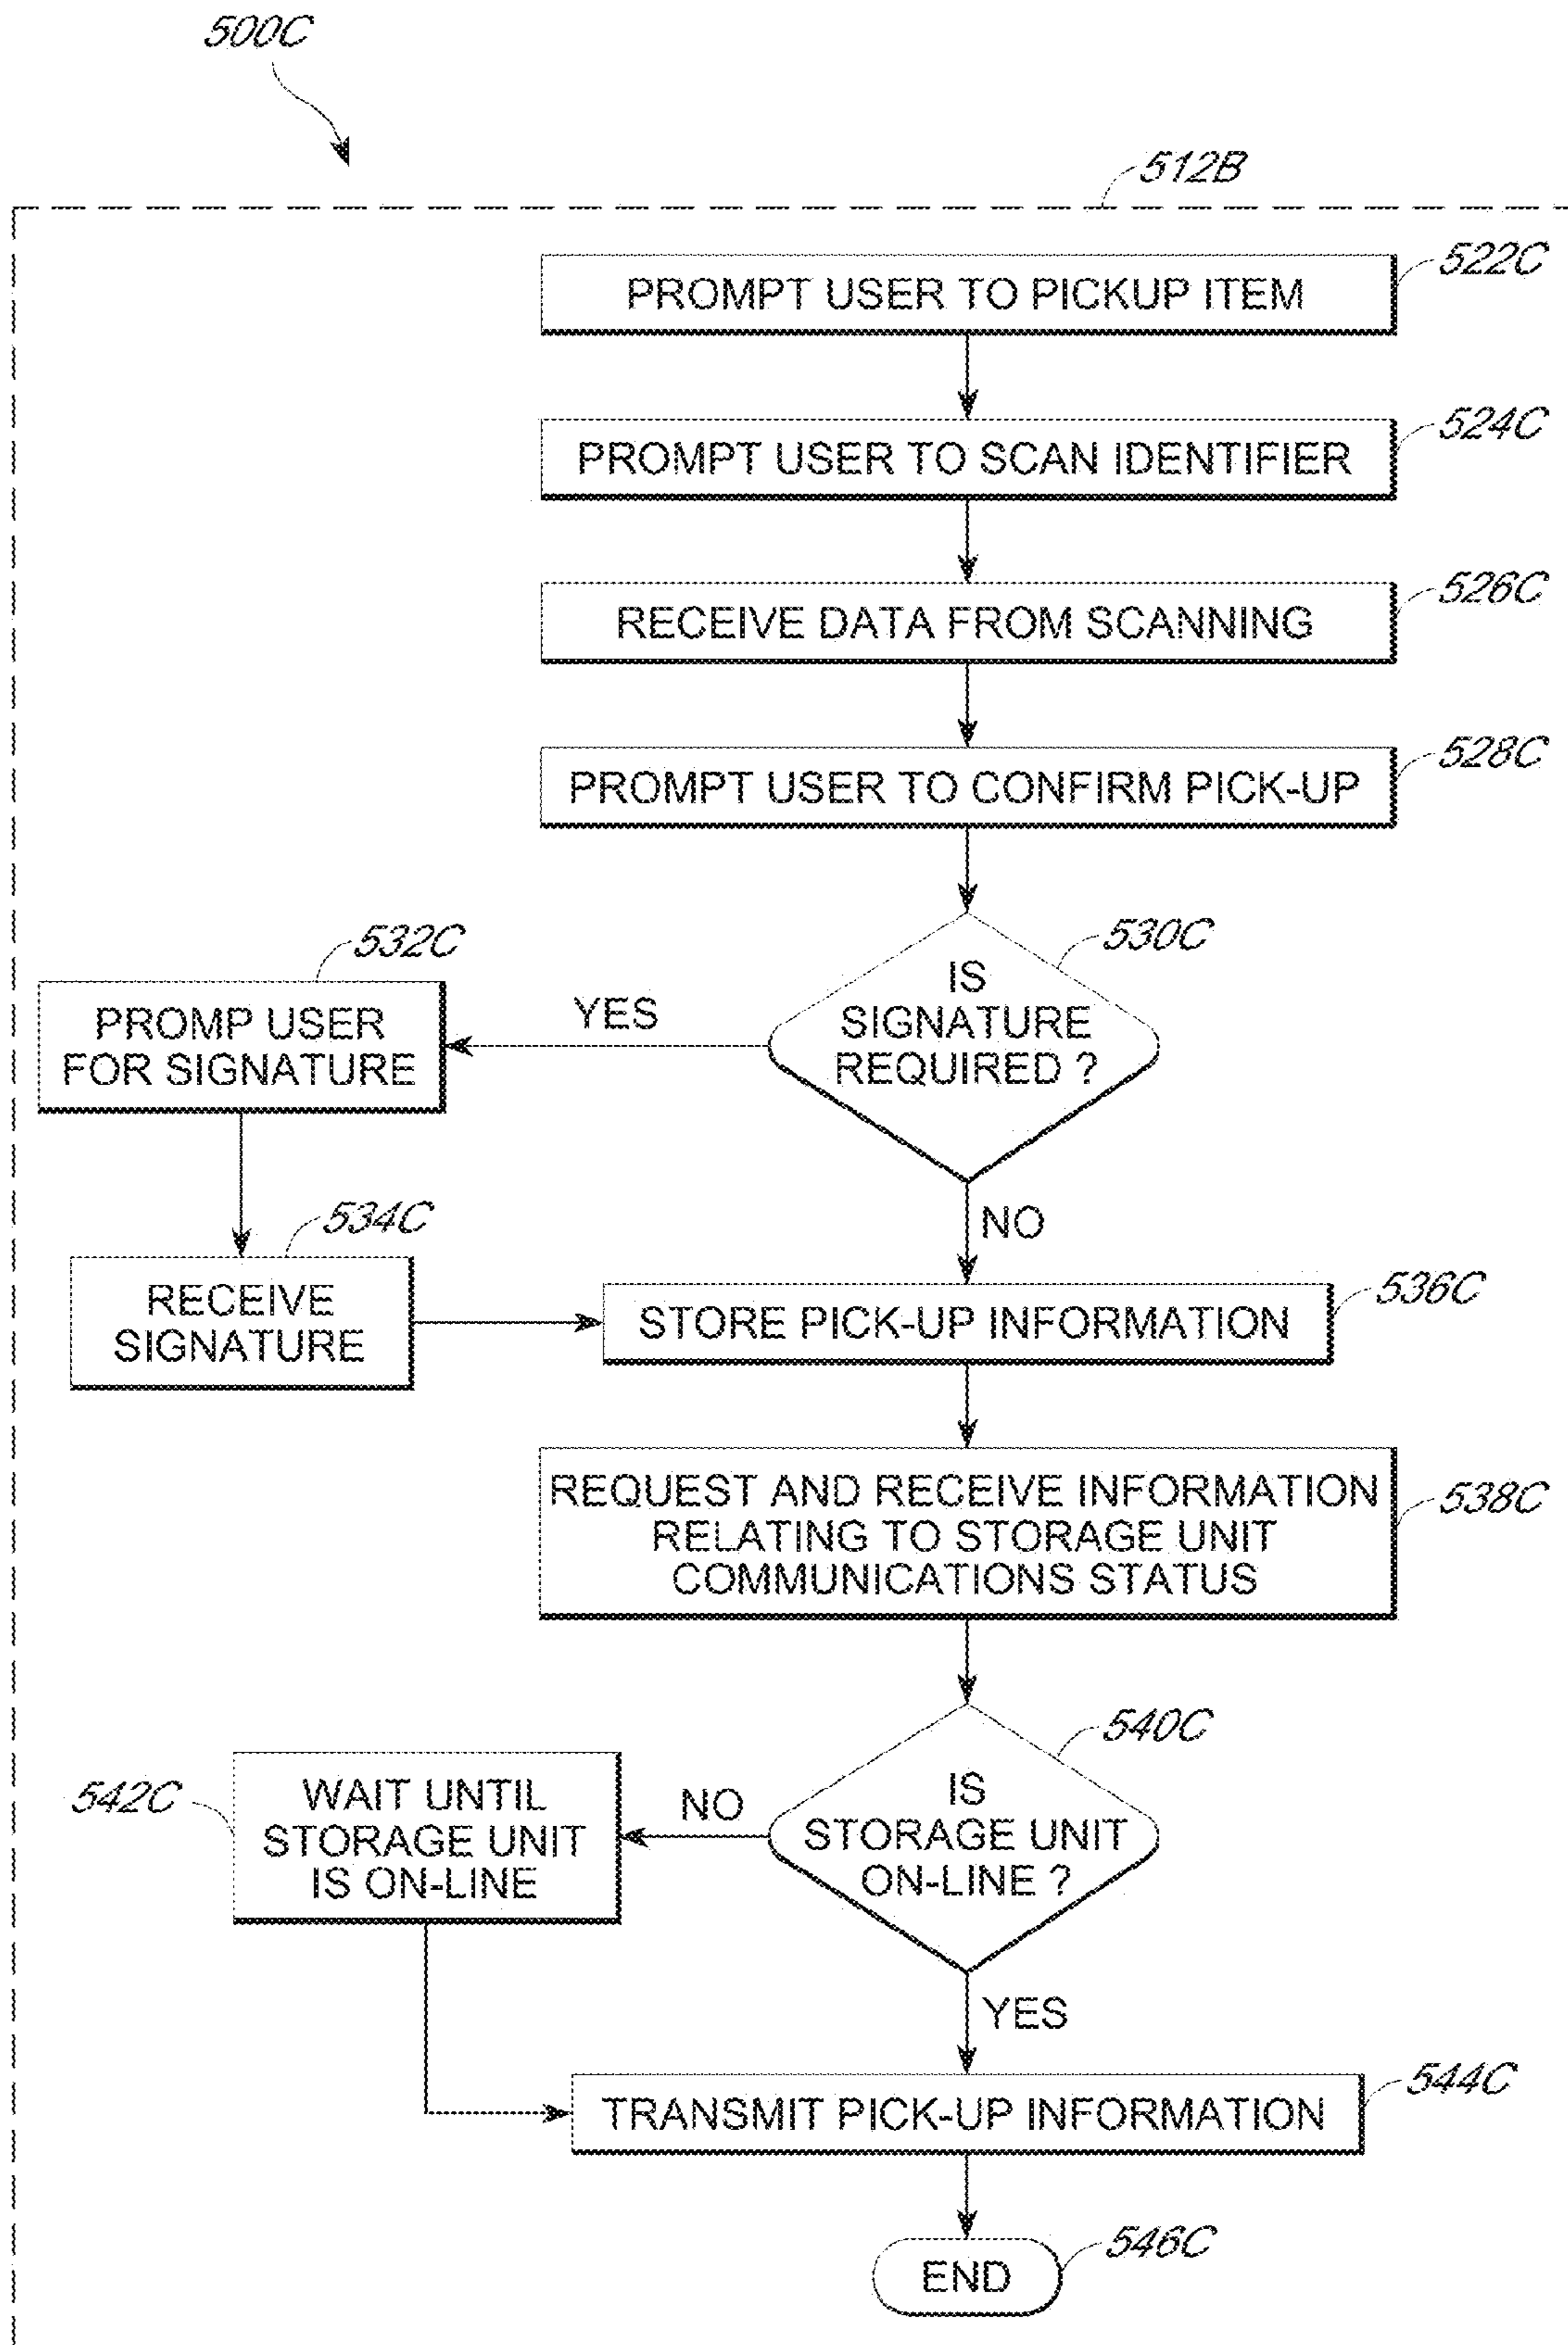 500C
512B
522C
PROMPT USER TO PICKUP ITEM
524C
PROMPT USER TO SCAN IDENTIFIER
526C
RECEIVE DATA FROM SCANNING
528C
PROMPT USER TO CONFIRM PICK-UP
530C
IS
SIGNATURE
REQUIRED ?
YES
532C
PROMP USER
FOR SIGNATURE
534C
RECEIVE
SIGNATURE
NO
536C
STORE PICK-UP INFORMATION
538C
REQUEST AND RECEIVE INFORMATION
RELATING TO STORAGE UNIT
COMMUNICATIONS STATUS
540C
IS
STORAGE UNIT
ON-LINE ?
NO
542C
WAIT UNTIL
STORAGE UNIT
IS ON-LINE
YES
544C
TRANSMIT PICK-UP INFORMATION
546C
END